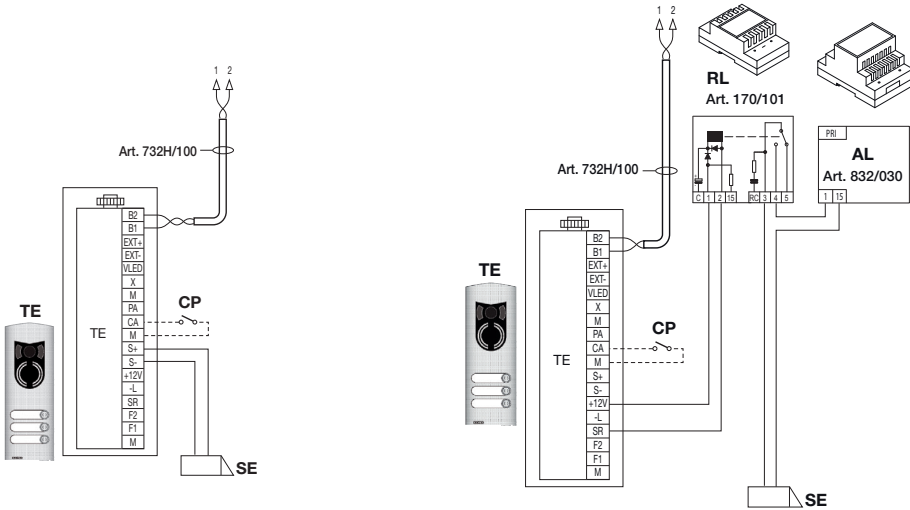 1 2
Art. 732H/100
B2
B1
EXT+
EXT-
VLED
X
M
PA
CA
M
S+
S-
+12V
-L
SR
F2
F1
M
TE
TE
CP
SE
1 2
RL
Art. 170/101
Art. 732H/100
C 1 2 15 RC 3 4 5
PRI
AL
Art. 832/030
1 15
B2
B1
EXT+
EXT-
VLED
X
M
PA
CA
M
S+
S-
+12V
-L
SR
F2
F1
M
TE
TE
CP
SE